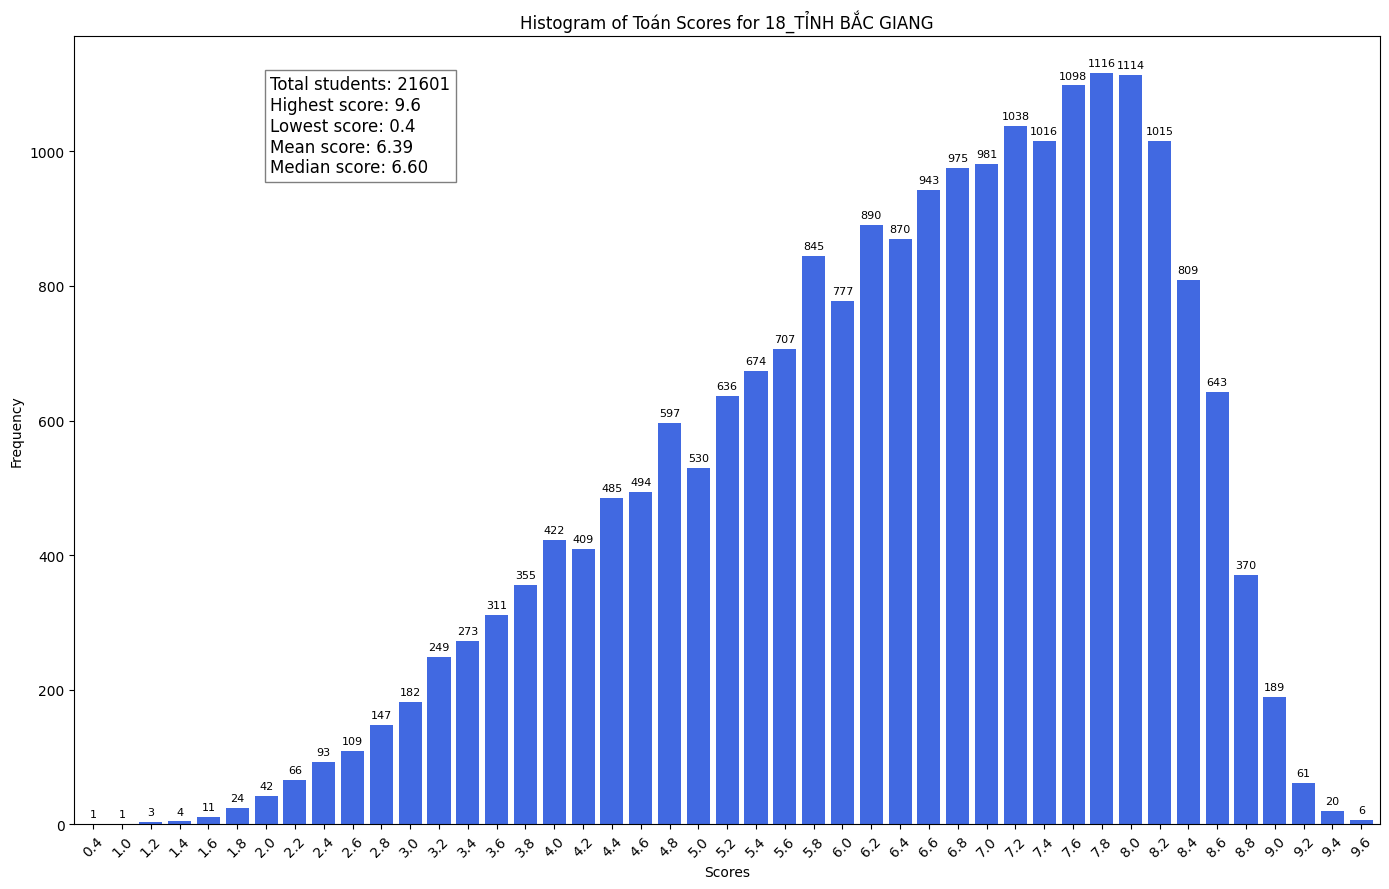 Histogram of Toán Scores for 18_TỈNH BẮC GIANG
Total students: 21601
Highest score: 9.6
Lowest score: 0.4
Mean score: 6.39
Median score: 6.60
Frequency
1000
800
600
400
200
0
1 1 3 4 11 24 42 66 93 109 147 182 249 273 311 355 422 409 485 494 597 530 636 674 707 845 777 890 870 943 975 981 1038 1016 1098 1116 1114 1015 809 643 370 189 61 20 6
0.4 1.0 1.2 1.4 1.6 1.8 2.0 2.2 2.4 2.6 2.8 3.0 3.2 3.4 3.6 3.8 4.0 4.2 4.4 4.6 4.8 5.0 5.2 5.4 5.6 5.8 6.0 6.2 6.4 6.6 6.8 7.0 7.2 7.4 7.6 7.8 8.0 8.2 8.4 8.6 8.8 9.0 9.2 9.4 9.6
Scores